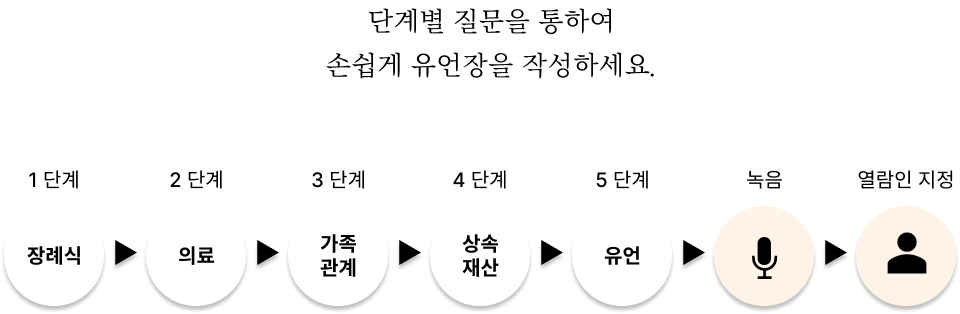 단계별 질문을 통하여
손쉽게 유언장을 작성하세요.
1 단계
2 단계
3 단계
4 단계
5 단계
녹음
열람인 지정
장례식
의료
가족
관계
상속
재산
유언